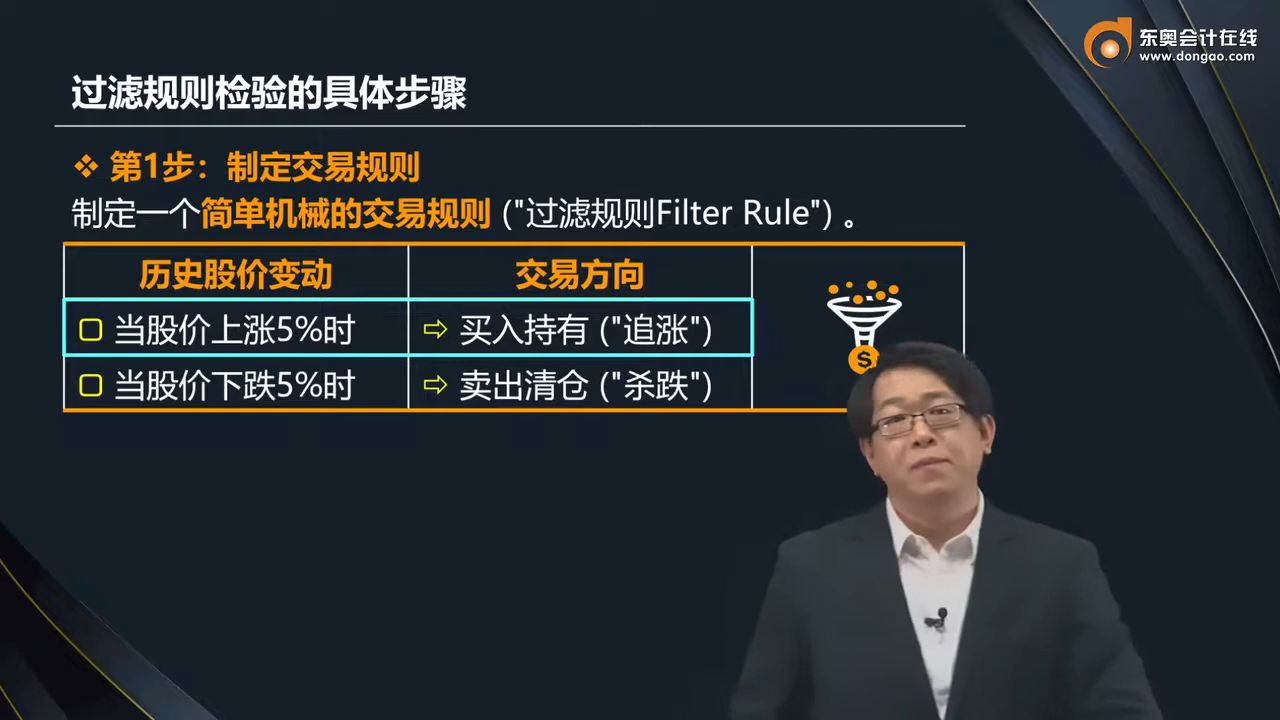 东奥会计在线
www.dongao.com
过滤规则检验的具体步骤
❖ 第1步：制定交易规则
制定一个简单机械的交易规则 ("过滤规则Filter Rule") 。
历史股价变动 交易方向
当股价上涨5%时 ⇨ 买入持有 ("追涨")
当股价下跌5%时 ⇨ 卖出清仓 ("杀跌")
$